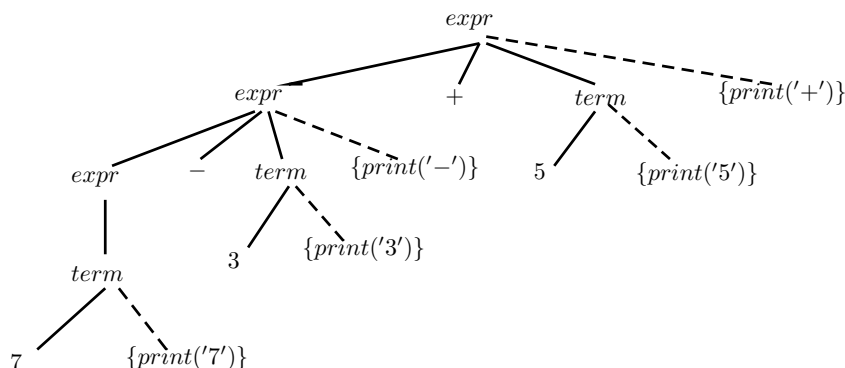 expr
expr + term {print('+')}
expr − term {print('−')} 5 {print('5')}
3 {print('3')}
term
7 {print('7')}